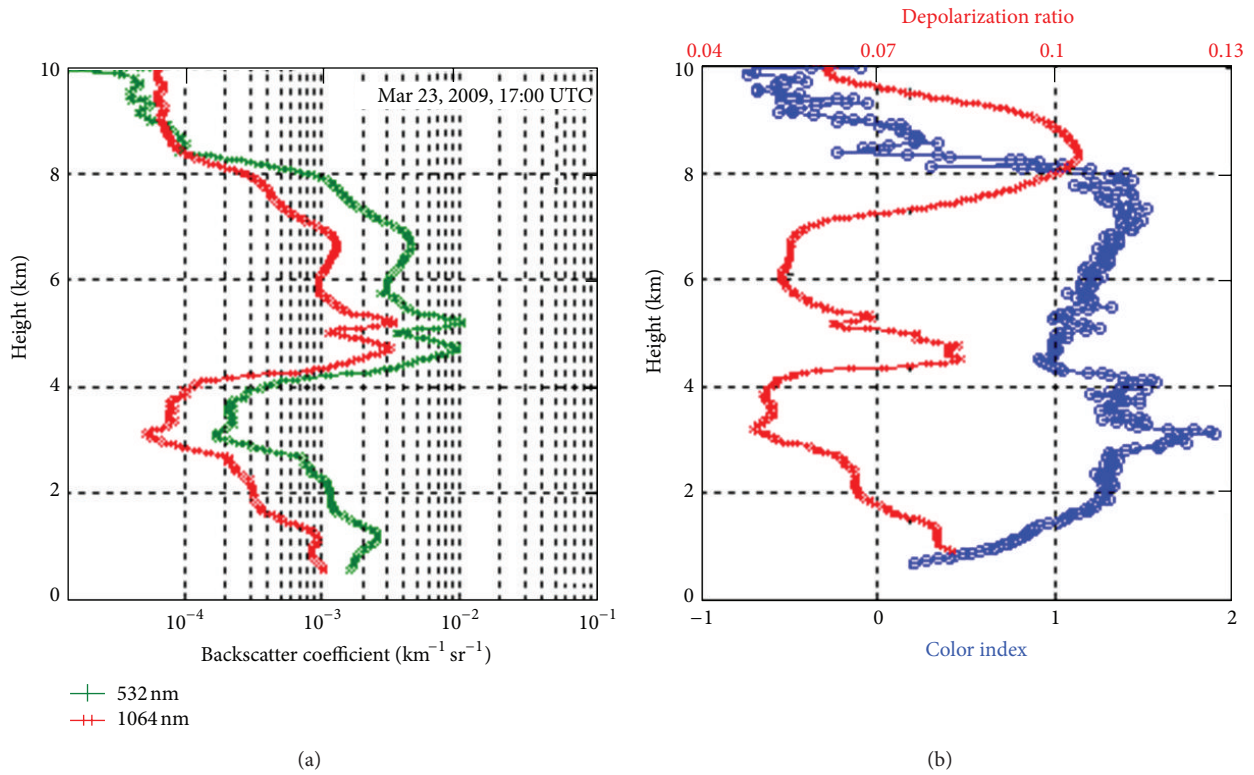 Depolarization ratio
0.04 0.07 0.1 0.13
10
8
6
4
2
0
Height (km)
Mar 23, 2009, 17:00 UTC
10⁻⁴ 10⁻³ 10⁻² 10⁻¹
Backscatter coefficient (km⁻¹ sr⁻¹)
532 nm
1064 nm
(a)
10
8
6
4
2
0
Height (km)
−1 0 1 2
Color index
(b)